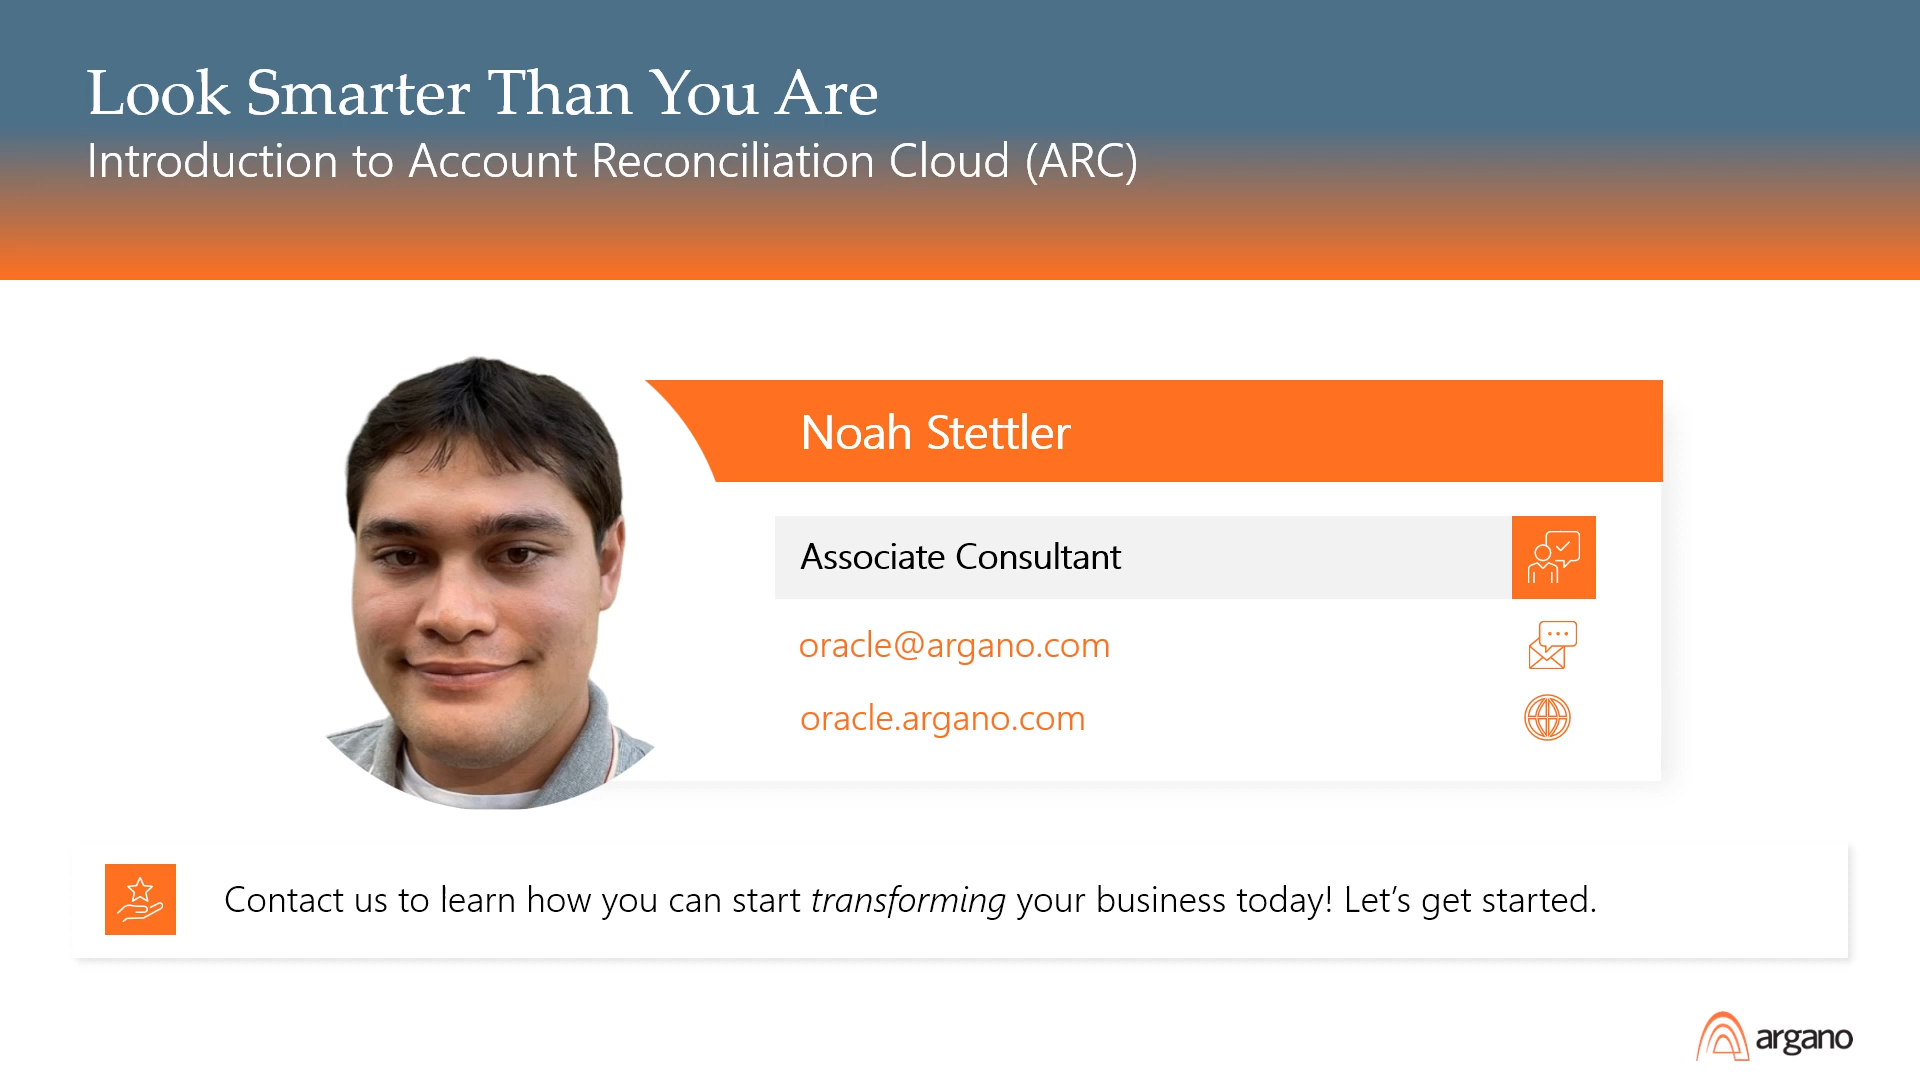 Look Smarter Than You Are
Introduction to Account Reconciliation Cloud (ARC)
Noah Stettler
Associate Consultant
oracle@argano.com
oracle.argano.com
Contact us to learn how you can start transforming your business today! Let’s get started.
argano